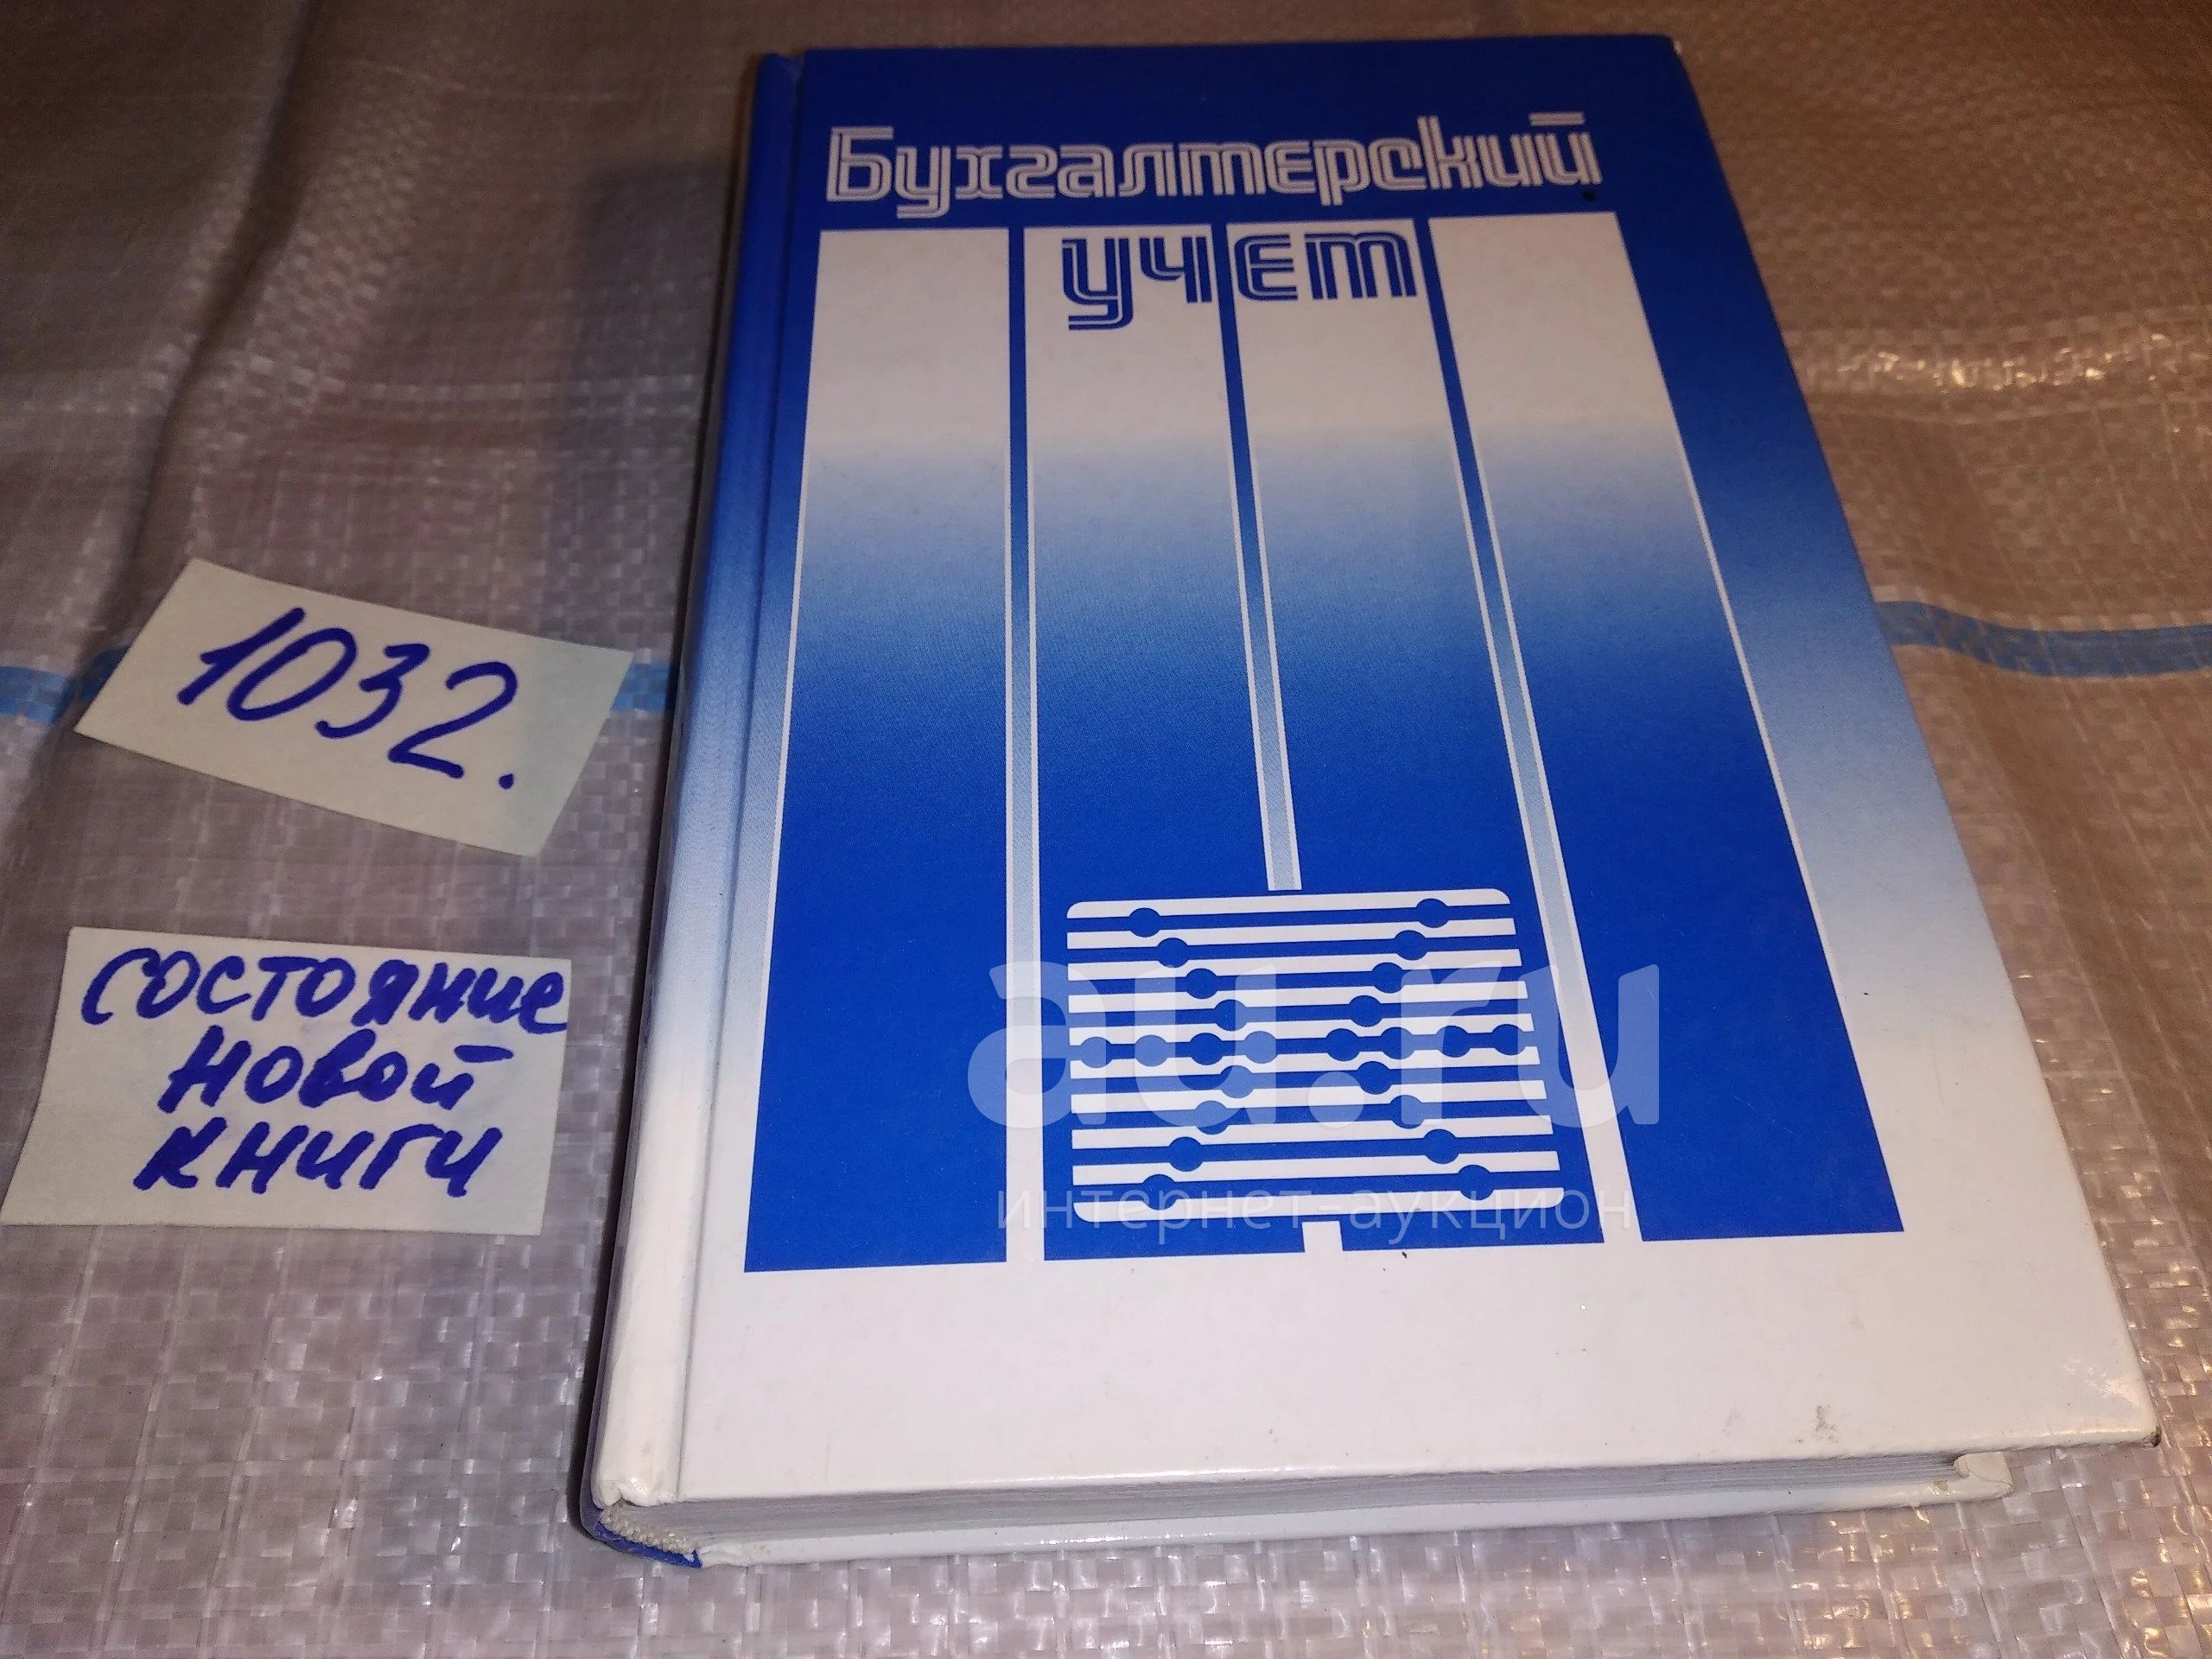 Бухгалтерский
учет
1032.
состояние
новой
книги
au.ru
интернет-аукцион